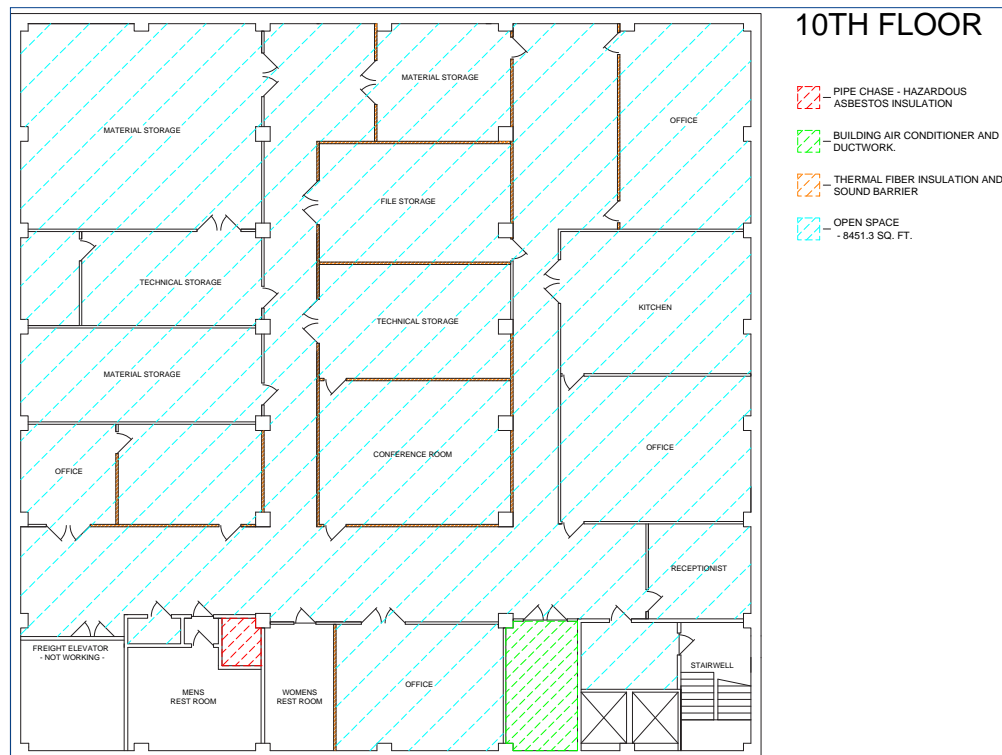 10TH FLOOR
PIPE CHASE - HAZARDOUS
ASBESTOS INSULATION
BUILDING AIR CONDITIONER AND
DUCTWORK.
THERMAL FIBER INSULATION AND
SOUND BARRIER
OPEN SPACE
- 8451.3 SQ. FT.
MATERIAL STORAGE
MATERIAL STORAGE
OFFICE
FILE STORAGE
TECHNICAL STORAGE
KITCHEN
TECHNICAL STORAGE
MATERIAL STORAGE
CONFERENCE ROOM
OFFICE
OFFICE
RECEPTIONIST
FREIGHT ELEVATOR
- NOT WORKING -
MENS
REST ROOM
WOMENS
REST ROOM
OFFICE
STAIRWELL